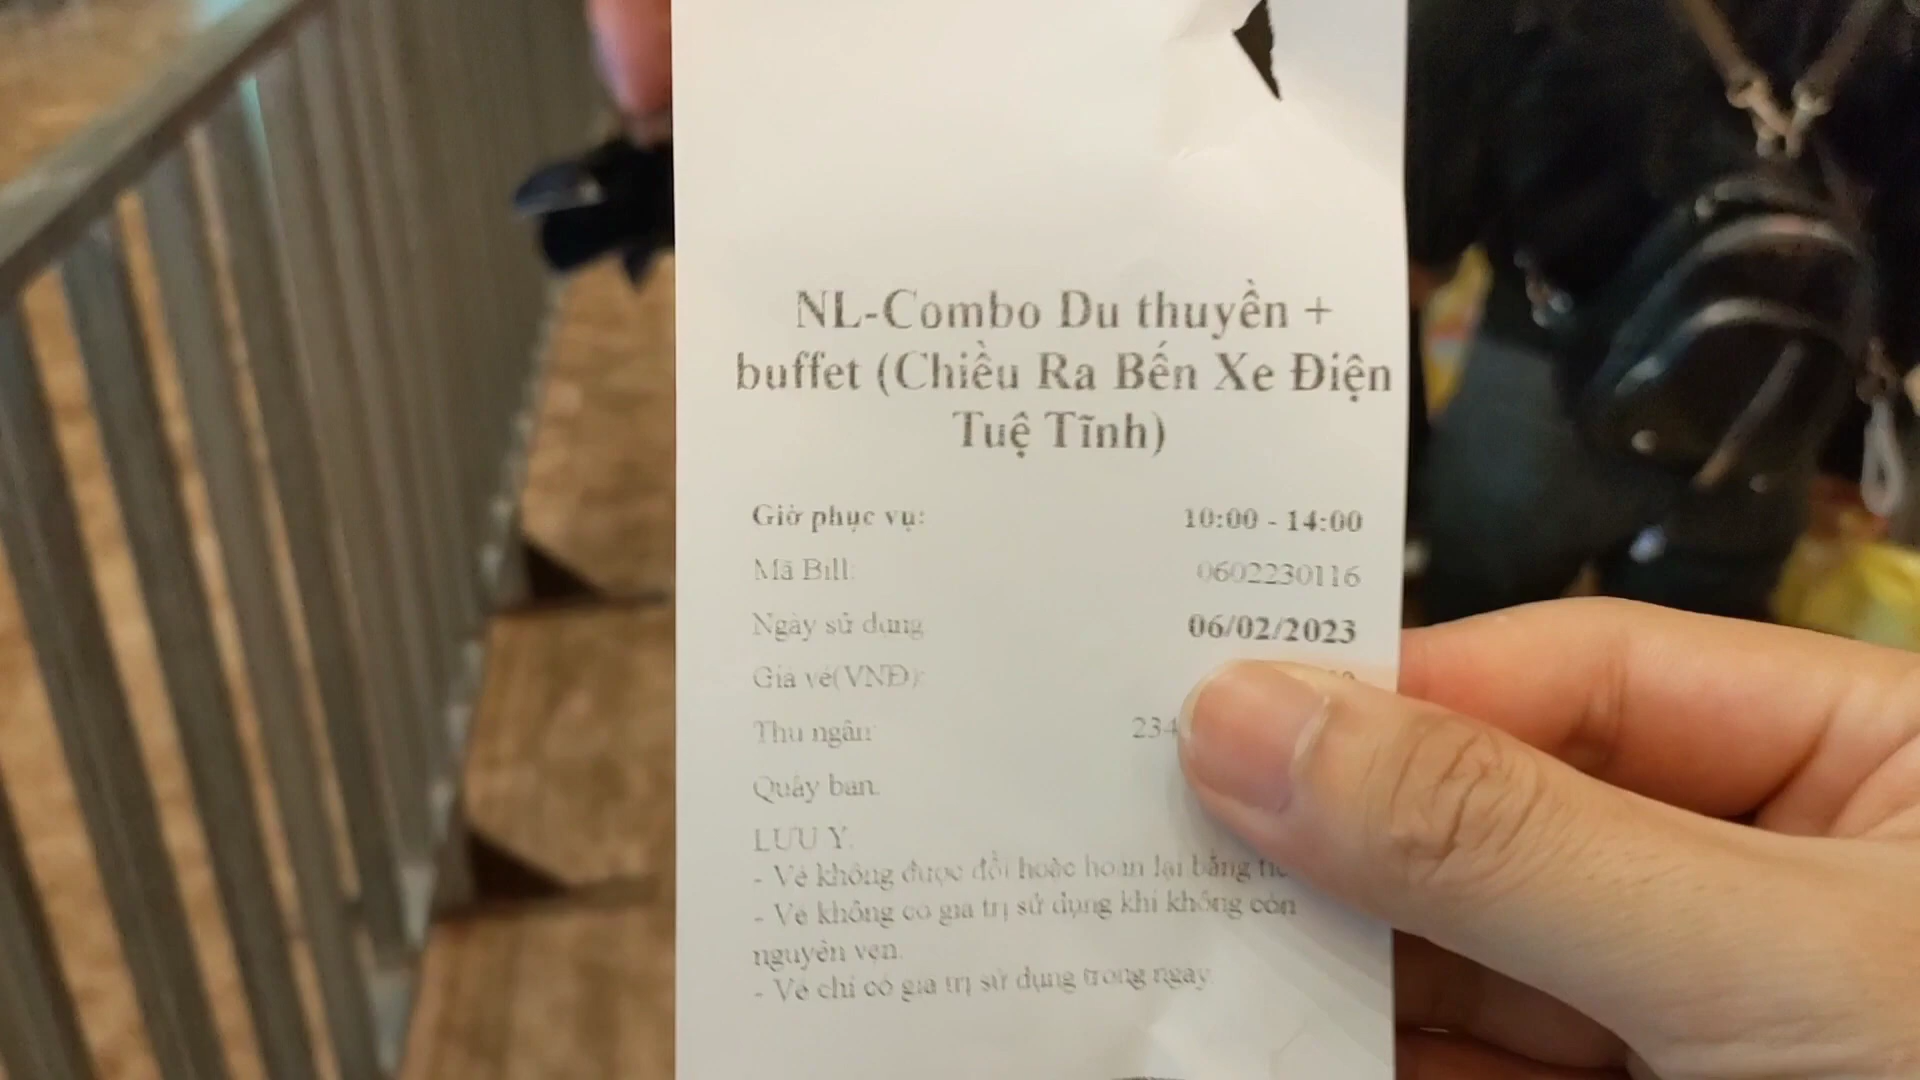 NL-Combo Du thuyền +
buffet (Chiều Ra Bến Xe Điện
Tuệ Tĩnh)
Giờ phục vụ: 10:00 - 14:00
Mã Bill: 0602230116
Ngày sử dụng 06/02/2023
Giá vé(VNĐ):
Thu ngân: 234
Quầy bán:
LƯU Ý:
- Vé không được đổi hoặc hoàn lại bằng
- Vé không có giá trị sử dụng khi không còn
nguyên vẹn.
- Vé chỉ có giá trị sử dụng trong ngày.